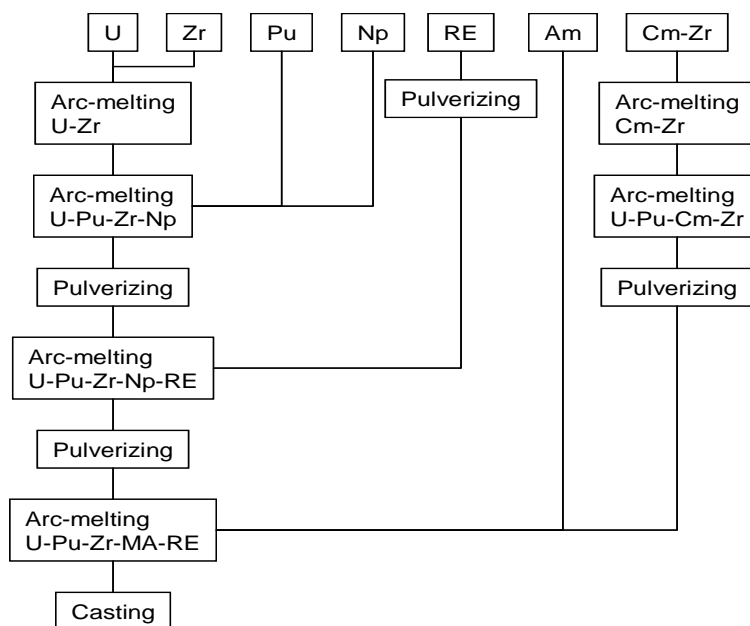 U
Zr
Pu
Np
RE
Am
Cm-Zr
Arc-melting
U-Zr
Pulverizing
Arc-melting
Cm-Zr
Arc-melting
U-Pu-Zr-Np
Arc-melting
U-Pu-Cm-Zr
Pulverizing
Pulverizing
Arc-melting
U-Pu-Zr-Np-RE
Pulverizing
Arc-melting
U-Pu-Zr-MA-RE
Casting